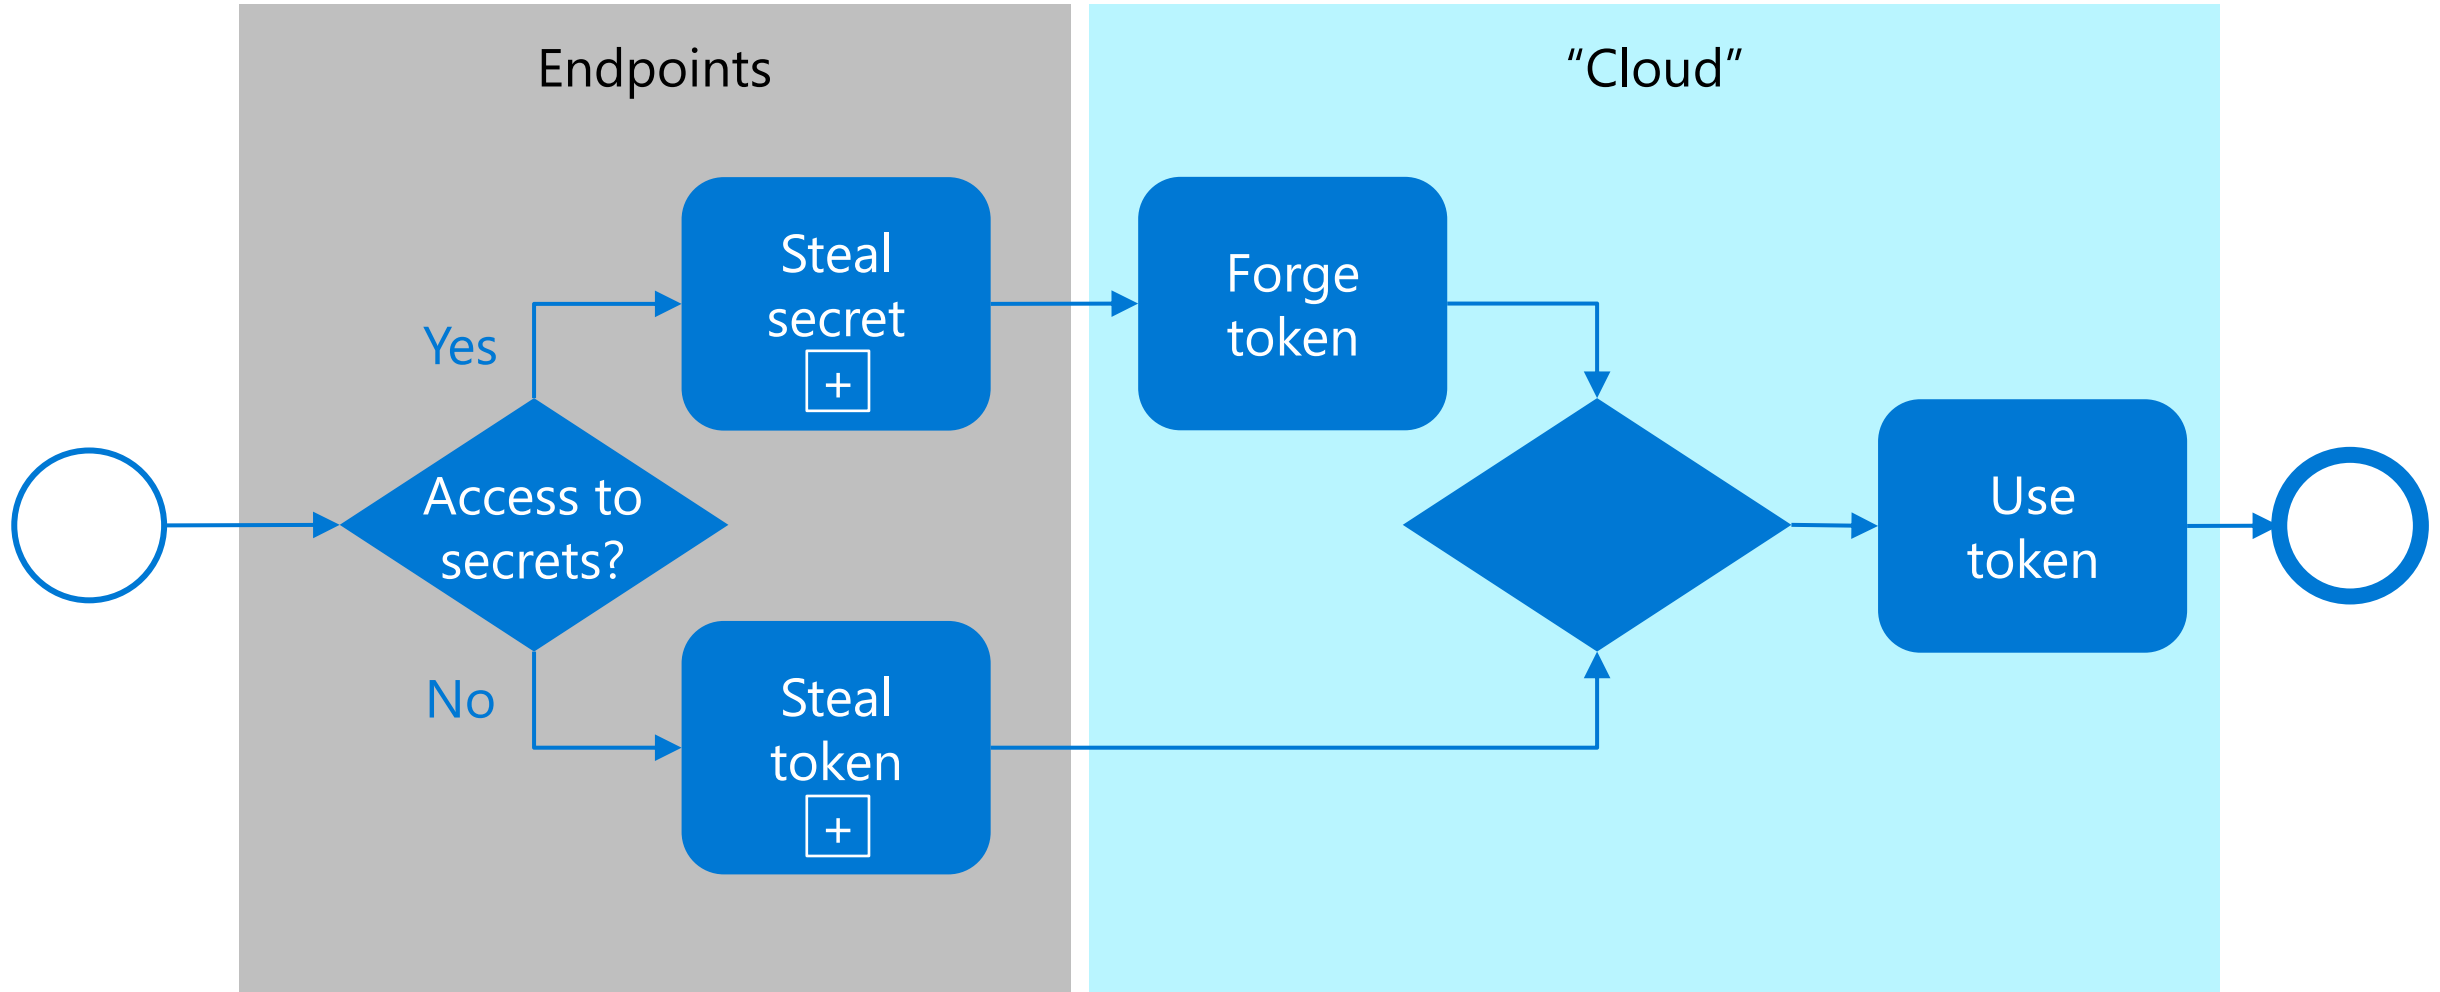 Endpoints
“Cloud”
Steal
secret
+
Forge
token
Yes
Access to
secrets?
Use
token
No
Steal
token
+